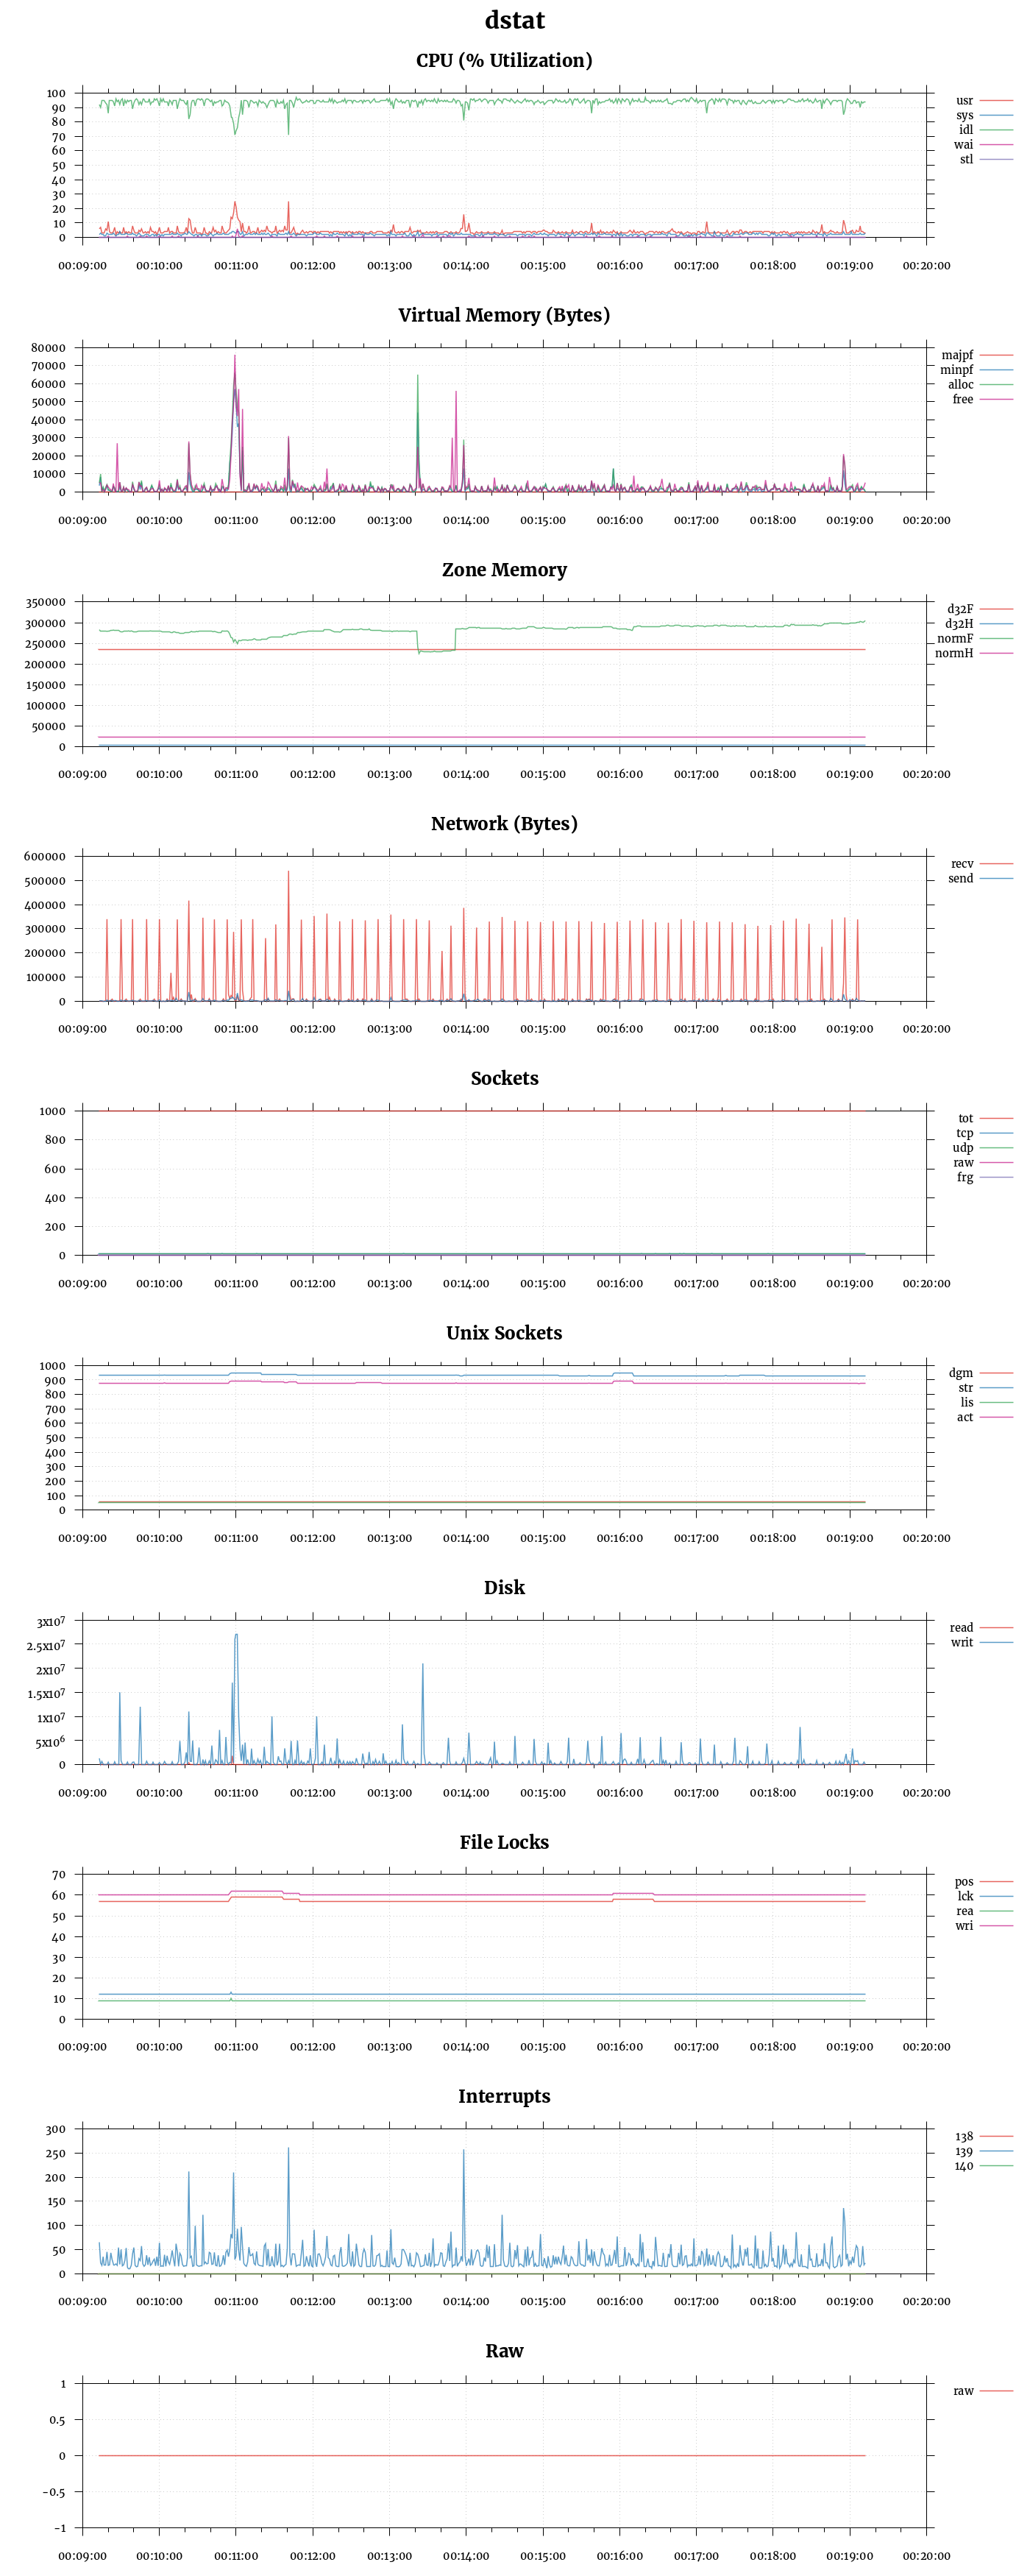 dstat
CPU (% Utilization)
100
90
80
70
60
50
40
30
20
10
0
usr
sys
idl
wai
stl
00:09:00 00:10:00 00:11:00 00:12:00 00:13:00 00:14:00 00:15:00 00:16:00 00:17:00 00:18:00 00:19:00 00:20:00
Virtual Memory (Bytes)
80000
70000
60000
50000
40000
30000
20000
10000
0
majpf
minpf
alloc
free
00:09:00 00:10:00 00:11:00 00:12:00 00:13:00 00:14:00 00:15:00 00:16:00 00:17:00 00:18:00 00:19:00 00:20:00
Zone Memory
350000
300000
250000
200000
150000
100000
50000
0
d32F
d32H
normF
normH
00:09:00 00:10:00 00:11:00 00:12:00 00:13:00 00:14:00 00:15:00 00:16:00 00:17:00 00:18:00 00:19:00 00:20:00
Network (Bytes)
600000
500000
400000
300000
200000
100000
0
recv
send
00:09:00 00:10:00 00:11:00 00:12:00 00:13:00 00:14:00 00:15:00 00:16:00 00:17:00 00:18:00 00:19:00 00:20:00
Sockets
1000
800
600
400
200
0
tot
tcp
udp
raw
frg
00:09:00 00:10:00 00:11:00 00:12:00 00:13:00 00:14:00 00:15:00 00:16:00 00:17:00 00:18:00 00:19:00 00:20:00
Unix Sockets
1000
900
800
700
600
500
400
300
200
100
0
dgm
str
lis
act
00:09:00 00:10:00 00:11:00 00:12:00 00:13:00 00:14:00 00:15:00 00:16:00 00:17:00 00:18:00 00:19:00 00:20:00
Disk
3x10⁷
2.5x10⁷
2x10⁷
1.5x10⁷
1x10⁷
5x10⁶
0
read
writ
00:09:00 00:10:00 00:11:00 00:12:00 00:13:00 00:14:00 00:15:00 00:16:00 00:17:00 00:18:00 00:19:00 00:20:00
File Locks
70
60
50
40
30
20
10
0
pos
lck
rea
wri
00:09:00 00:10:00 00:11:00 00:12:00 00:13:00 00:14:00 00:15:00 00:16:00 00:17:00 00:18:00 00:19:00 00:20:00
Interrupts
300
250
200
150
100
50
0
138
139
140
00:09:00 00:10:00 00:11:00 00:12:00 00:13:00 00:14:00 00:15:00 00:16:00 00:17:00 00:18:00 00:19:00 00:20:00
Raw
1
0.5
0
-0.5
-1
raw
00:09:00 00:10:00 00:11:00 00:12:00 00:13:00 00:14:00 00:15:00 00:16:00 00:17:00 00:18:00 00:19:00 00:20:00